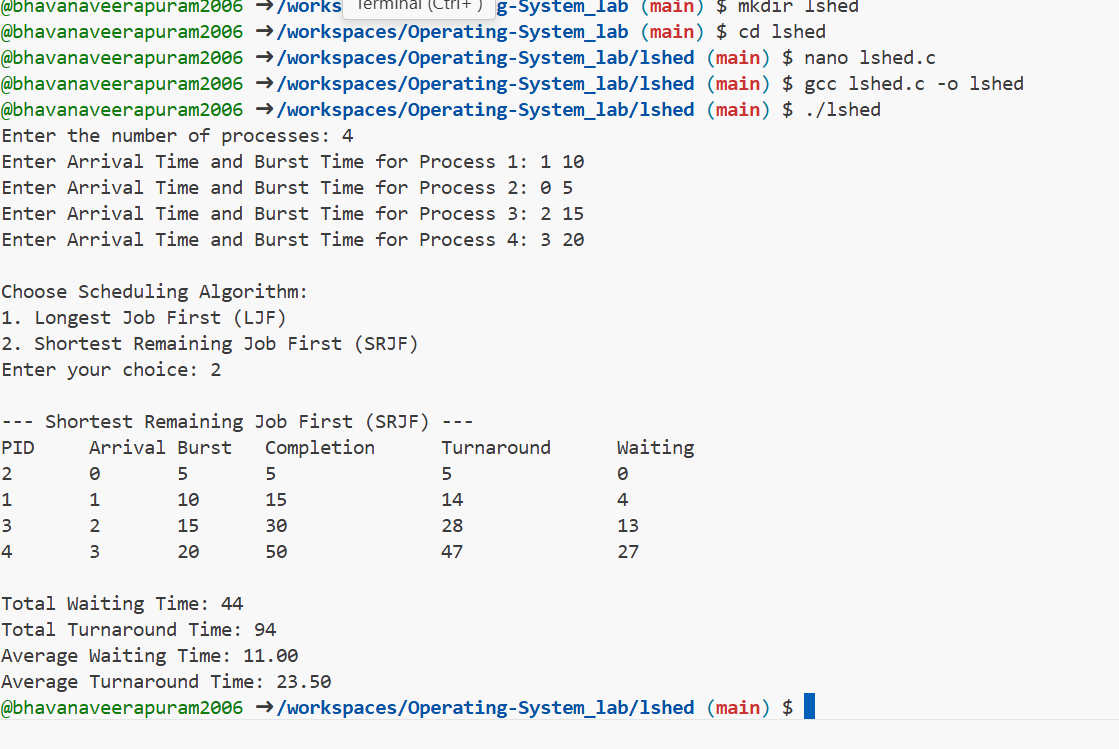 @bhavanaveerapuram2006 →/works g-System_lab (main) $ mkdir lshed
Terminal (Ctrl+`)
@bhavanaveerapuram2006 →/workspaces/Operating-System_lab (main) $ cd lshed
@bhavanaveerapuram2006 →/workspaces/Operating-System_lab/lshed (main) $ nano lshed.c
@bhavanaveerapuram2006 →/workspaces/Operating-System_lab/lshed (main) $ gcc lshed.c -o lshed
@bhavanaveerapuram2006 →/workspaces/Operating-System_lab/lshed (main) $ ./lshed
Enter the number of processes: 4
Enter Arrival Time and Burst Time for Process 1: 1 10
Enter Arrival Time and Burst Time for Process 2: 0 5
Enter Arrival Time and Burst Time for Process 3: 2 15
Enter Arrival Time and Burst Time for Process 4: 3 20
Choose Scheduling Algorithm:
1. Longest Job First (LJF)
2. Shortest Remaining Job First (SRJF)
Enter your choice: 2
--- Shortest Remaining Job First (SRJF) ---
PID Arrival Burst Completion Turnaround Waiting
2 0 5 5 5 0
1 1 10 15 14 4
3 2 15 30 28 13
4 3 20 50 47 27
Total Waiting Time: 44
Total Turnaround Time: 94
Average Waiting Time: 11.00
Average Turnaround Time: 23.50
@bhavanaveerapuram2006 →/workspaces/Operating-System_lab/lshed (main) $